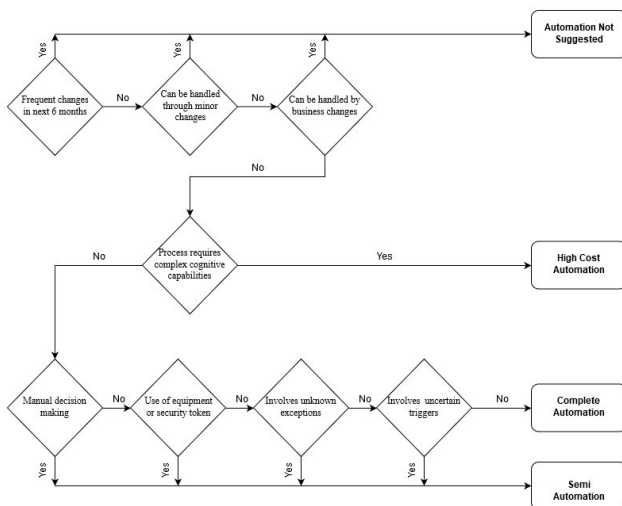 Automation Not
Suggested
Yes
Yes
Yes
Frequent changes
in next 6 months
No
Can be handled
through minor
changes
No
Can be handled by
business changes
No
Process requires
complex cognitive
capabilities
No
Yes
High Cost
Automation
Manual decision
making
No
Use of equipment
or security token
No
Involves unknown
exceptions
No
Involves uncertain
triggers
No
Complete
Automation
Yes
Yes
Yes
Yes
Semi
Automation